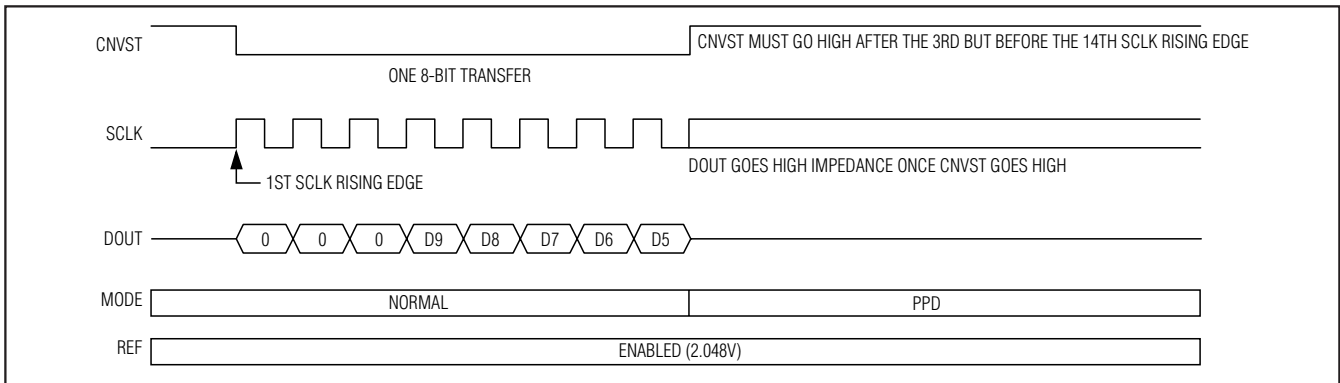 CNVST
CNVST MUST GO HIGH AFTER THE 3RD BUT BEFORE THE 14TH SCLK RISING EDGE
ONE 8-BIT TRANSFER
SCLK
DOUT GOES HIGH IMPEDANCE ONCE CNVST GOES HIGH
1ST SCLK RISING EDGE
DOUT 0 0 0 D9 D8 D7 D6 D5
MODE NORMAL PPD
REF ENABLED (2.048V)